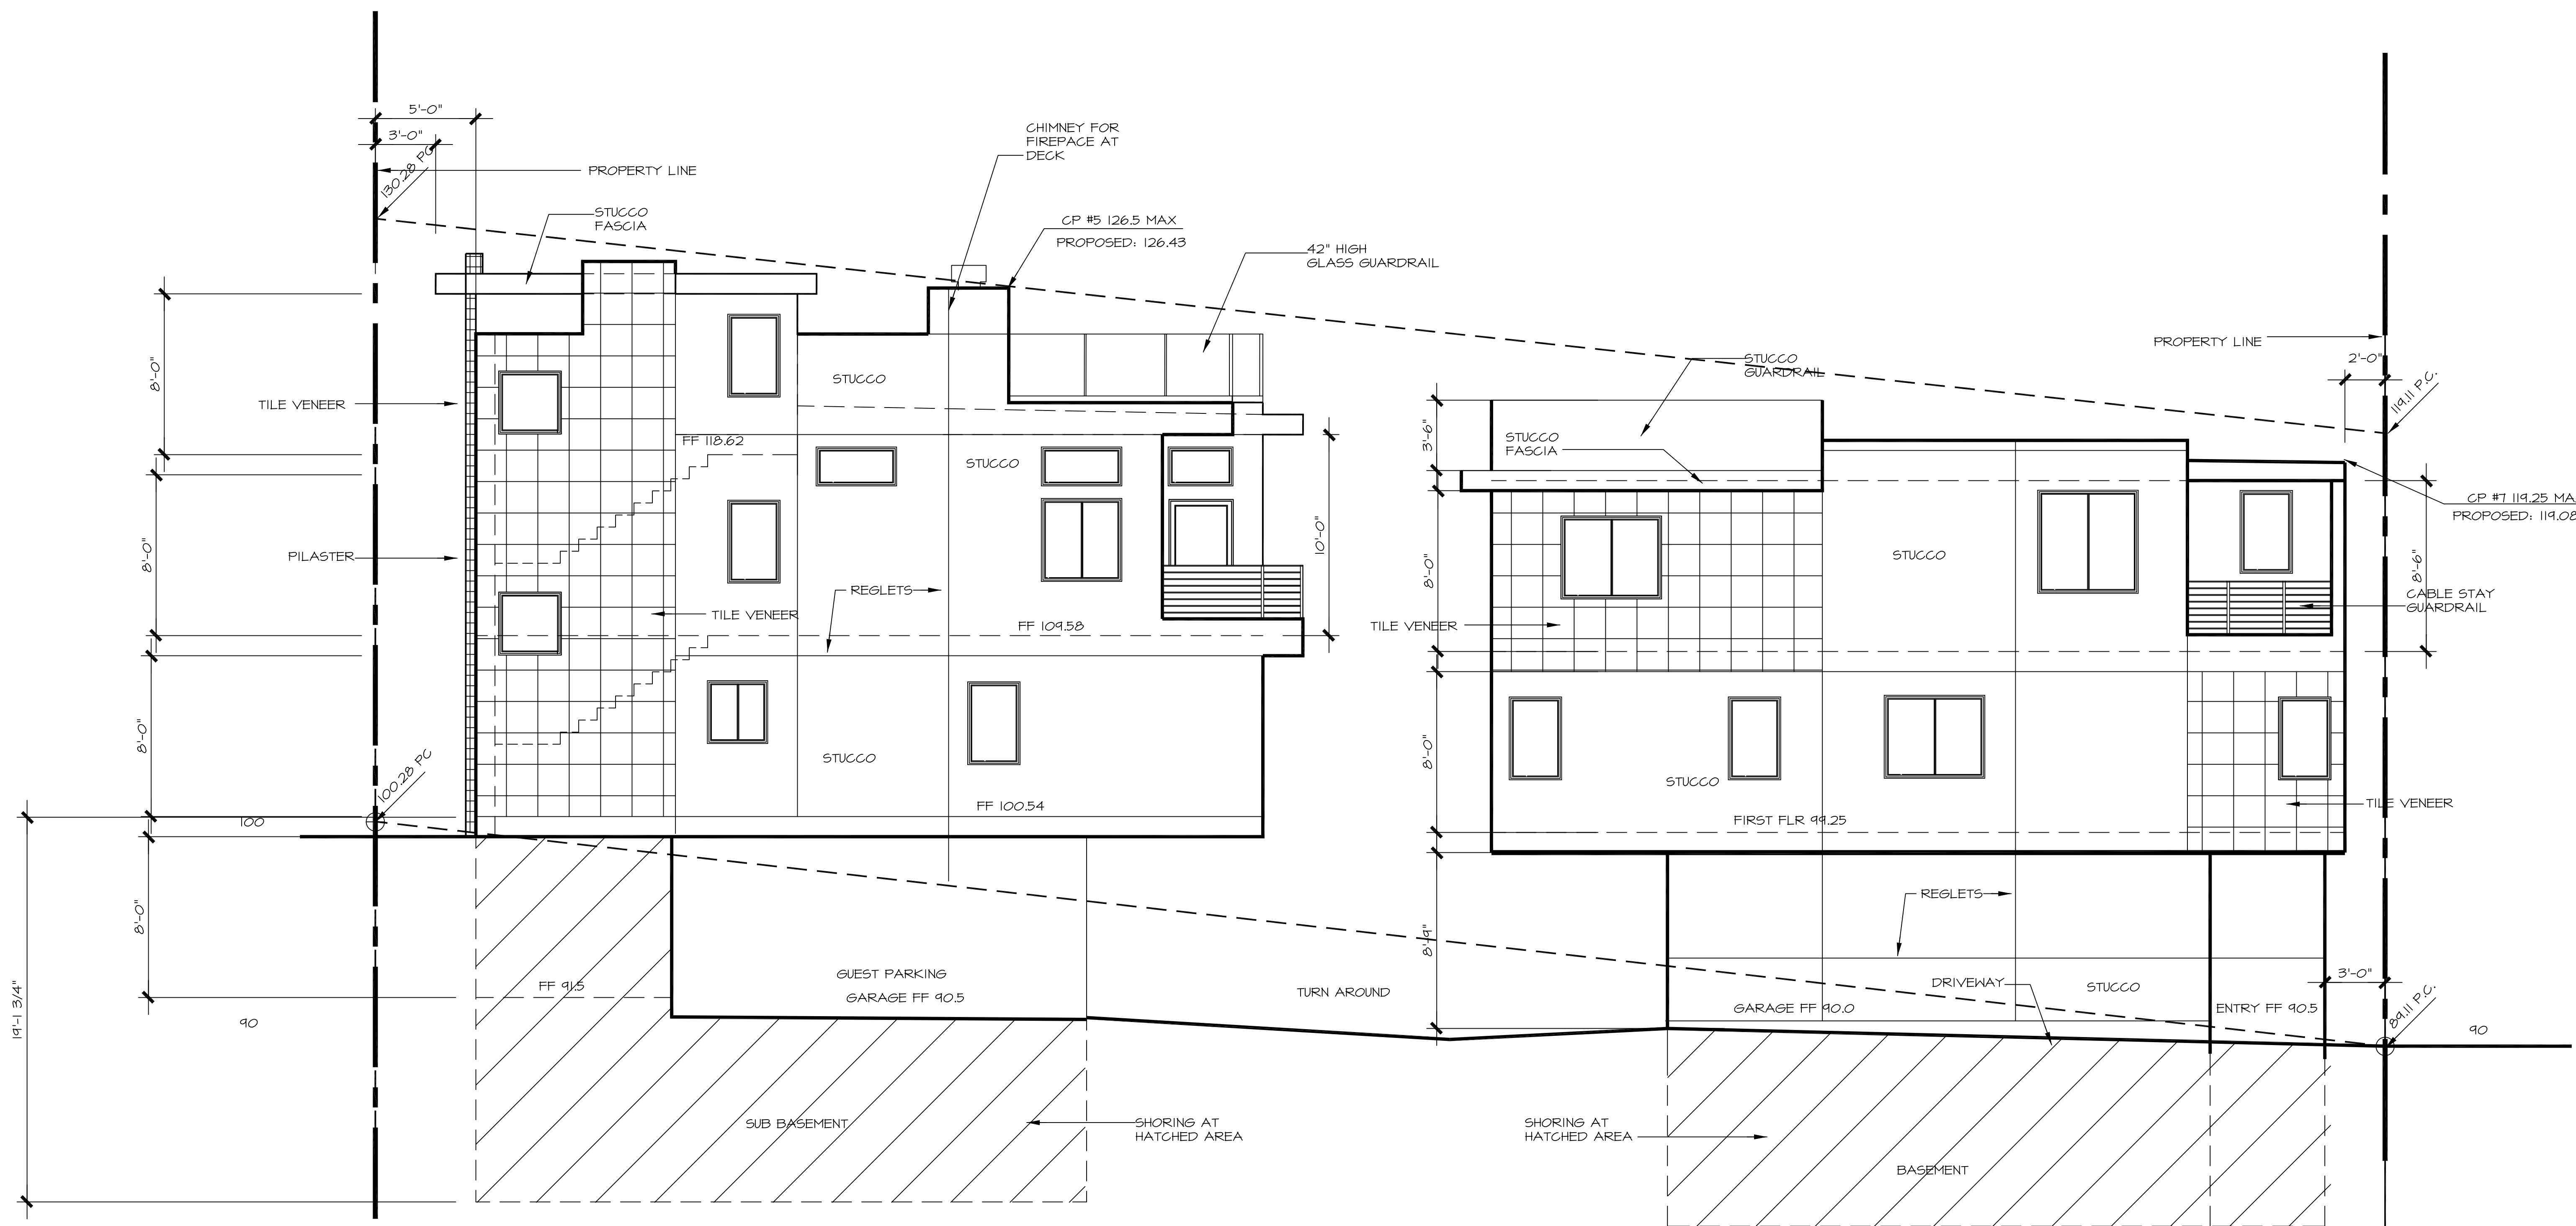 5'-0"
3'-0"
130.28 PC
PROPERTY LINE
STUCCO
FASCIA
CHIMNEY FOR
FIREPACE AT
DECK
CP #5 126.5 MAX
PROPOSED: 126.43
42" HIGH
GLASS GUARDRAIL
8'-0"
TILE VENEER
STUCCO
FF 118.62
STUCCO
10'-0"
8'-0"
PILASTER
REGLETS
TILE VENEER
FF 109.58
8'-0"
STUCCO
100.28 PC
FF 100.54
100
8'-0"
FF 91.5
GUEST PARKING
GARAGE FF 90.5
TURN AROUND
19'-1 3/4"
90
SUB BASEMENT
SHORING AT
HATCHED AREA
PROPERTY LINE
2'-0"
119.11 P.C.
STUCCO
GUARDRAIL
3'-6"
STUCCO
FASCIA
CP #7 119.25 MA
PROPOSED: 119.08
8'-0"
STUCCO
8'-6"
CABLE STAY
GUARDRAIL
TILE VENEER
8'-0"
STUCCO
TILE VENEER
FIRST FLR 99.25
8'-9"
REGLETS
DRIVEWAY
STUCCO
3'-0"
GARAGE FF 90.0
ENTRY FF 90.5
89.11 P.C.
90
SHORING AT
HATCHED AREA
BASEMENT